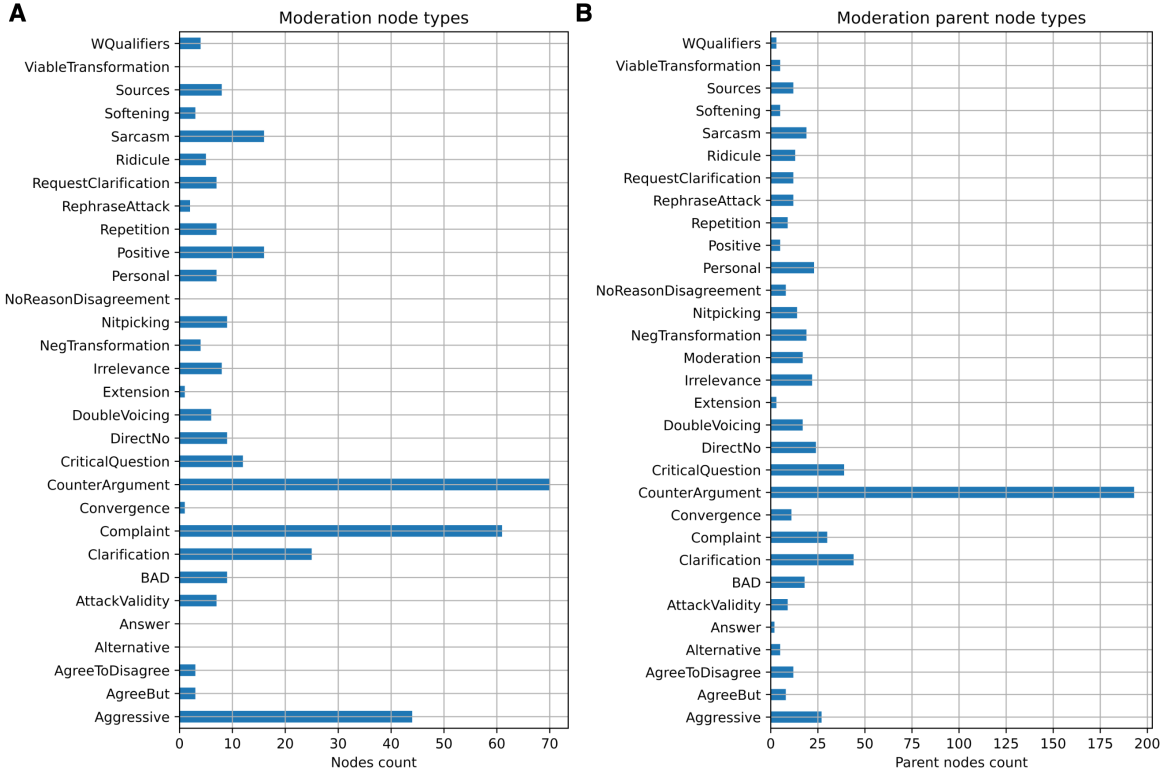 A
Moderation node types
WQualifiers
ViableTransformation
Sources
Softening
Sarcasm
Ridicule
RequestClarification
RephraseAttack
Repetition
Positive
Personal
NoReasonDisagreement
Nitpicking
NegTransformation
Irrelevance
Extension
DoubleVoicing
DirectNo
CriticalQuestion
CounterArgument
Convergence
Complaint
Clarification
BAD
AttackValidity
Answer
Alternative
AgreeToDisagree
AgreeBut
Aggressive
0 10 20 30 40 50 60 70
Nodes count
B
Moderation parent node types
WQualifiers
ViableTransformation
Sources
Softening
Sarcasm
Ridicule
RequestClarification
RephraseAttack
Repetition
Positive
Personal
NoReasonDisagreement
Nitpicking
NegTransformation
Moderation
Irrelevance
Extension
DoubleVoicing
DirectNo
CriticalQuestion
CounterArgument
Convergence
Complaint
Clarification
BAD
AttackValidity
Answer
Alternative
AgreeToDisagree
AgreeBut
Aggressive
0 25 50 75 100 125 150 175 200
Parent nodes count